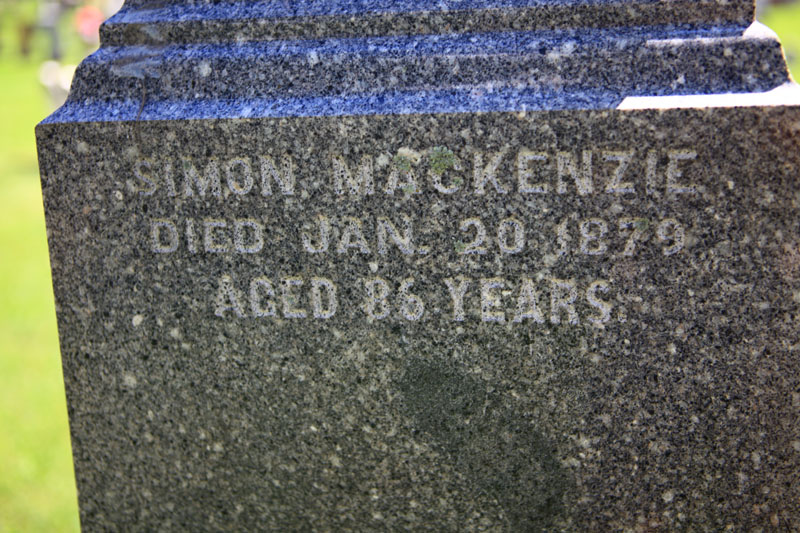 SIMON MACKENZIE
DIED JAN. 20 1879
AGED 86 YEARS.